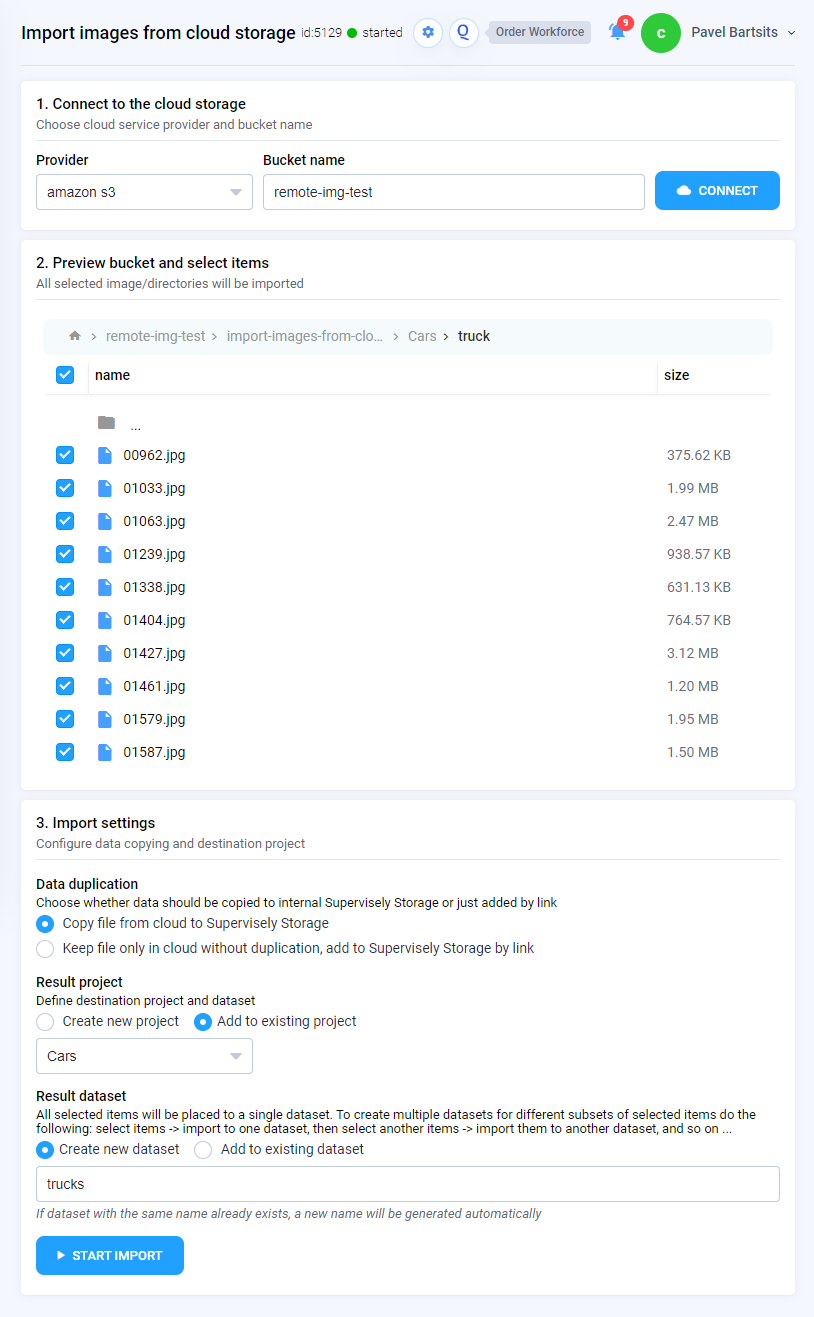 Import images from cloud storage id:5129 started Q Order Workforce 9 c Pavel Bartsits
1. Connect to the cloud storage
Choose cloud service provider and bucket name
Provider Bucket name
amazon s3 remote-img-test CONNECT
2. Preview bucket and select items
All selected image/directories will be imported
remote-img-test > import-images-from-clo... > Cars > truck
name size
...
00962.jpg 375.62 KB
01033.jpg 1.99 MB
01063.jpg 2.47 MB
01239.jpg 938.57 KB
01338.jpg 631.13 KB
01404.jpg 764.57 KB
01427.jpg 3.12 MB
01461.jpg 1.20 MB
01579.jpg 1.95 MB
01587.jpg 1.50 MB
3. Import settings
Configure data copying and destination project
Data duplication
Choose whether data should be copied to internal Supervisely Storage or just added by link
Copy file from cloud to Supervisely Storage
Keep file only in cloud without duplication, add to Supervisely Storage by link
Result project
Define destination project and dataset
Create new project Add to existing project
Cars
Result dataset
All selected items will be placed to a single dataset. To create multiple datasets for different subsets of selected items do the
following: select items -> import to one dataset, then select another items -> import them to another dataset, and so on ...
Create new dataset Add to existing dataset
trucks
If dataset with the same name already exists, a new name will be generated automatically
START IMPORT